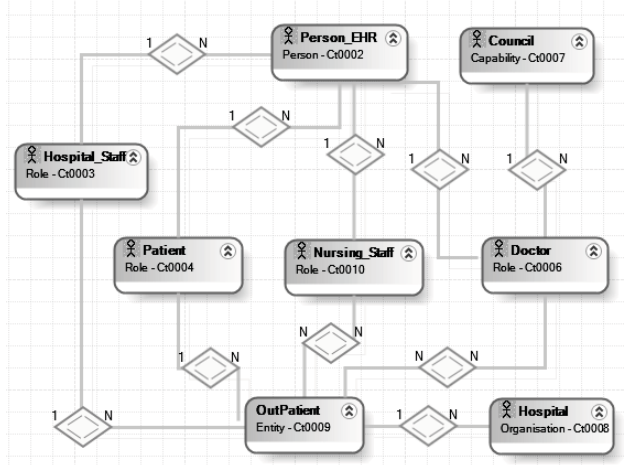 Person_EHR
Person - Ct0002
Council
Capability - Ct0007
1 N
1 N
1 N
1 N
1 N
Hospital_Staff
Role - Ct0003
Patient
Role - Ct0004
Nursing_Staff
Role - Ct0010
Doctor
Role - Ct0006
N N
1 N
N N
1 N
1 N
OutPatient
Entity - Ct0009
Hospital
Organisation - Ct0008